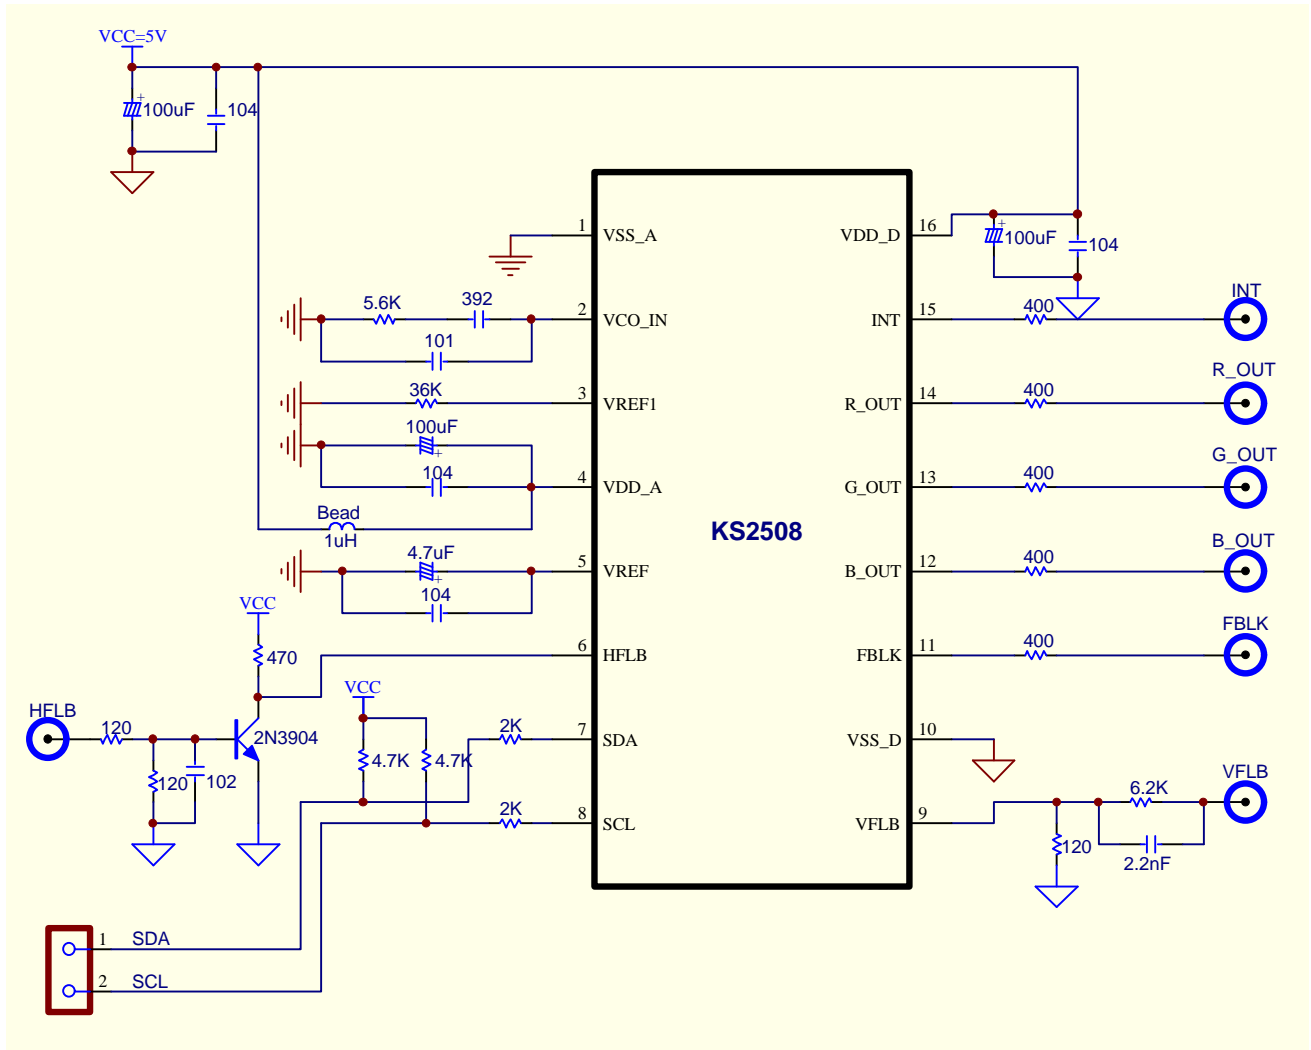 VCC=5V
+
100uF
104
1
VSS_A
VDD_D
16
+
100uF
104
5.6K
392
2
VCO_IN
INT
15
400
INT
101
36K
3
VREF1
R_OUT
14
400
R_OUT
100uF
+
104
4
VDD_A
G_OUT
13
400
G_OUT
Bead
1uH
KS2508
4.7uF
+
104
5
VREF
B_OUT
12
400
B_OUT
VCC
470
6
HFLB
FBLK
11
400
FBLK
VCC
HFLB
120
2N3904
120
102
4.7K
4.7K
2K
7
SDA
VSS_D
10
2K
8
SCL
VFLB
9
6.2K
VFLB
120
2.2nF
1
SDA
2
SCL